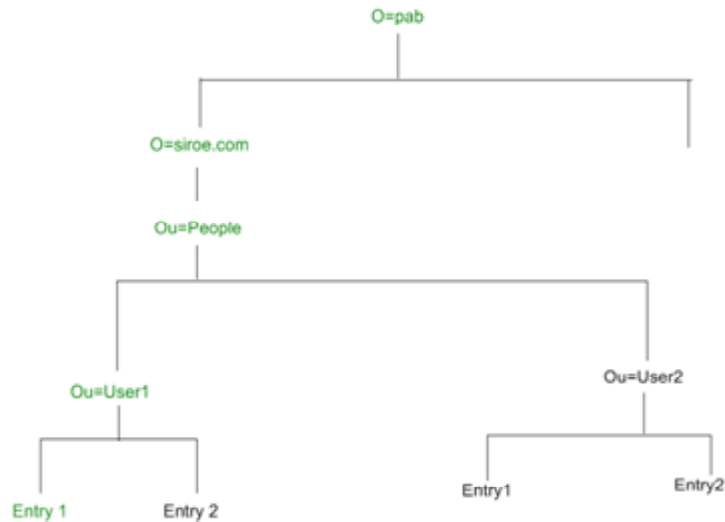 O=pab
O=siroe.com
Ou=People
Ou=User1
Ou=User2
Entry 1
Entry 2
Entry1
Entry2